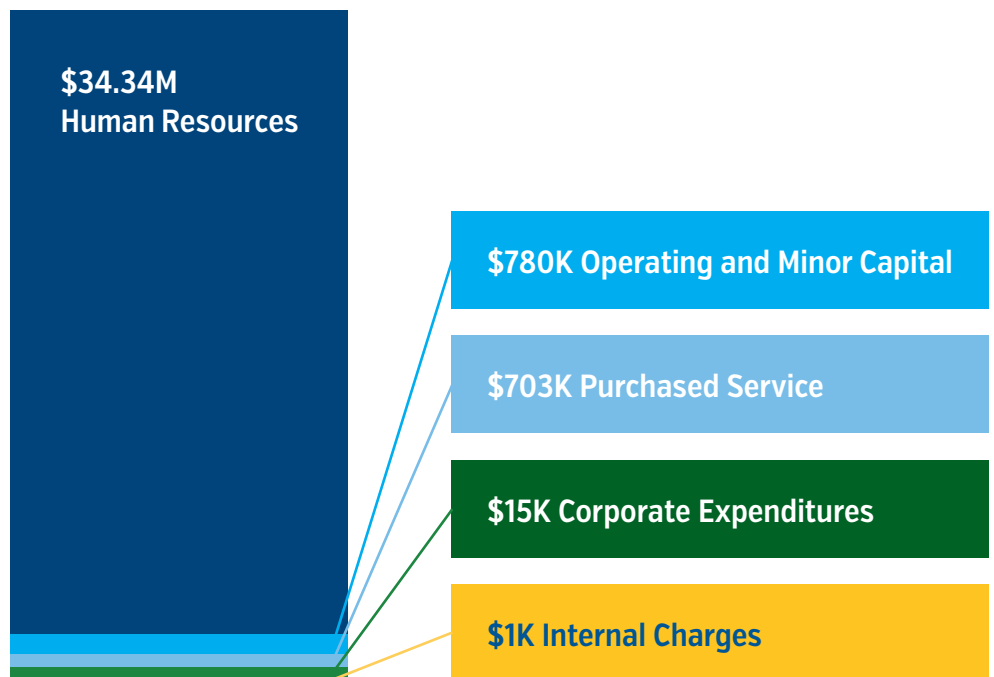 $34.34M
Human Resources
$780K Operating and Minor Capital
$703K Purchased Service
$15K Corporate Expenditures
$1K Internal Charges